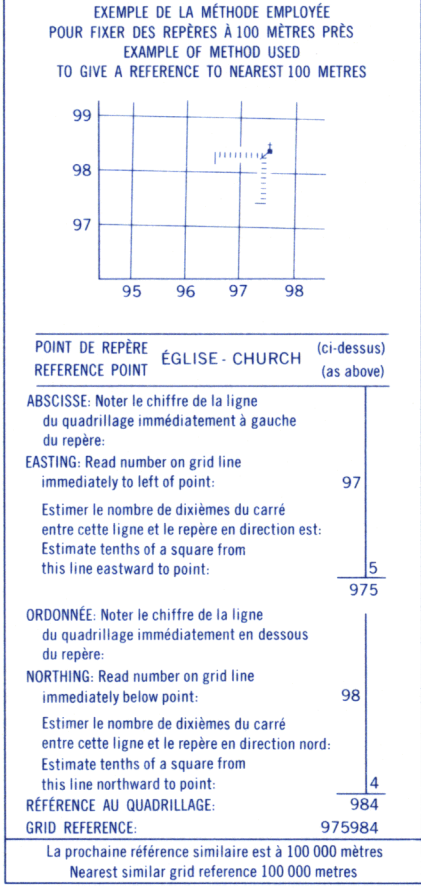 EXEMPLE DE LA MÉTHODE EMPLOYÉE
POUR FIXER DES REPÈRES À 100 MÈTRES PRÈS
EXAMPLE OF METHOD USED
TO GIVE A REFERENCE TO NEAREST 100 METRES
99
98
97
95 96 97 98
POINT DE REPÈRE
REFERENCE POINT
ÉGLISE - CHURCH
(ci-dessus)
(as above)
ABSCISSE: Noter le chiffre de la ligne
du quadrillage immédiatement à gauche
du repère:
EASTING: Read number on grid line
immediately to left of point: 97
Estimer le nombre de dixièmes du carré
entre cette ligne et le repère en direction est:
Estimate tenths of a square from
this line eastward to point: 5
975
ORDONNÉE: Noter le chiffre de la ligne
du quadrillage immédiatement en dessous
du repère:
NORTHING: Read number on grid line
immediately below point: 98
Estimer le nombre de dixièmes du carré
entre cette ligne et le repère en direction nord:
Estimate tenths of a square from
this line northward to point: 4
RÉFÉRENCE AU QUADRILLAGE: 984
GRID REFERENCE: 975984
La prochaine référence similaire est à 100 000 mètres
Nearest similar grid reference 100 000 metres